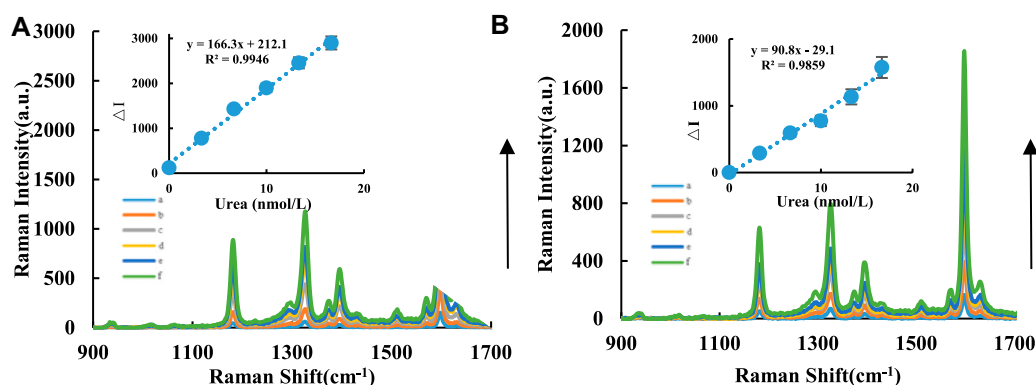 A
3000
2500
2000
1500
1000
500
0
Raman Intensity(a.u.)
900
1100
1300
1500
1700
Raman Shift(cm⁻¹)
3000
2000
1000
0
△ I
y = 166.3x + 212.1
R² = 0.9946
0
10
20
Urea (nmol/L)
a
b
c
d
e
f
B
2000
1600
1200
800
400
0
Raman Intensity(a.u.)
900
1100
1300
1500
1700
Raman Shift(cm⁻¹)
2000
1000
0
△ I
y = 90.8x - 29.1
R² = 0.9859
0
10
20
Urea (nmol/L)
a
b
c
d
e
f